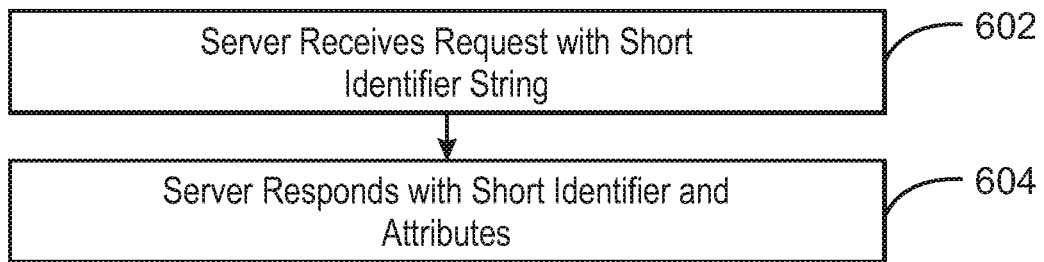 Server Receives Request with Short
Identifier String
602
Server Responds with Short Identifier and
Attributes
604